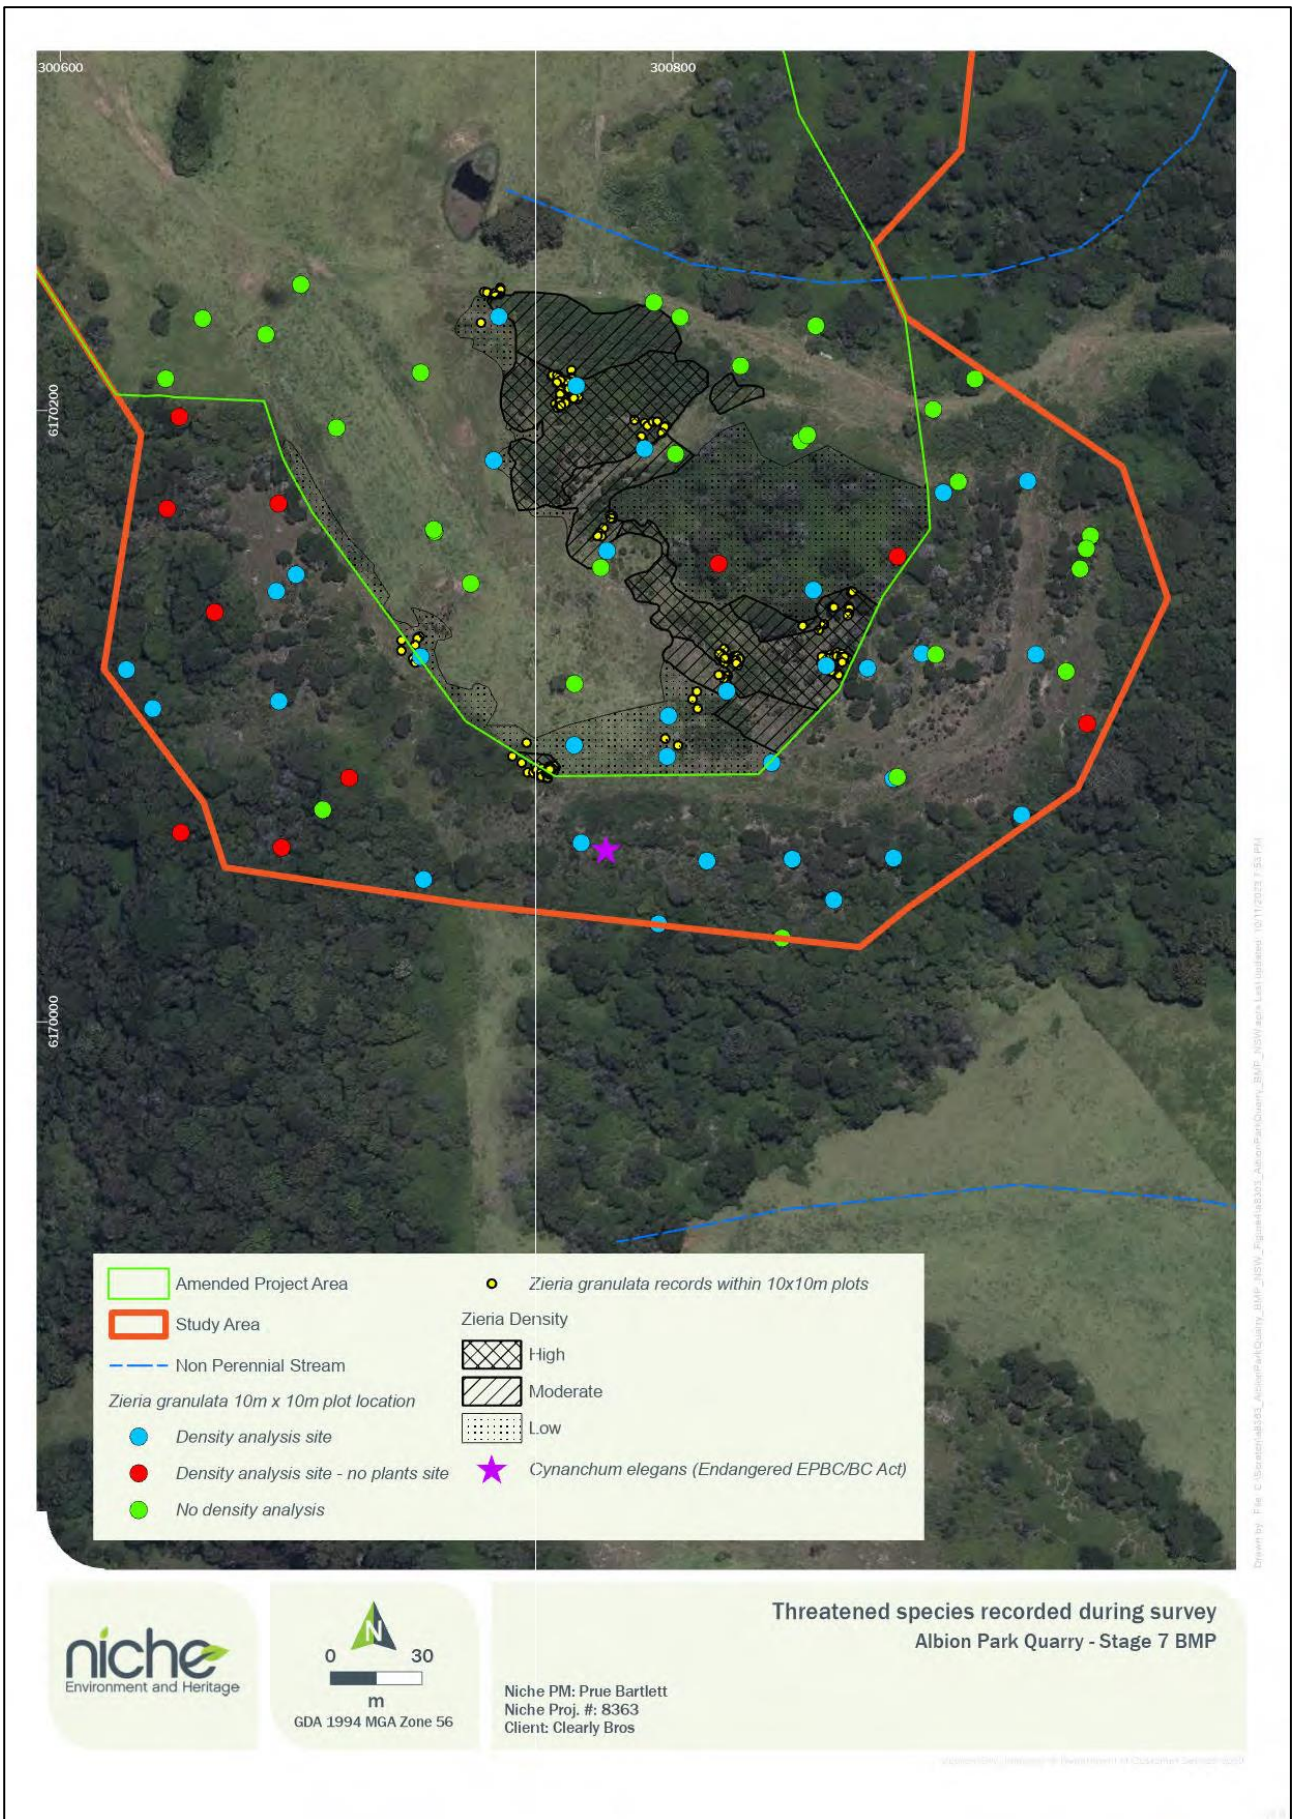 300600
300800
6170200
6170000
Amended Project Area
Study Area
Non Perennial Stream
Zieria granulata 10m x 10m plot location
Density analysis site
Density analysis site - no plants site
No density analysis
Zieria granulata records within 10x10m plots
Zieria Density
High
Moderate
Low
Cynanchum elegans (Endangered EPBC/BC Act)
niche
Environment and Heritage
N
0 30
m
GDA 1994 MGA Zone 56
Niche PM: Prue Bartlett
Niche Proj. #: 8363
Client: Clearly Bros
Threatened species recorded during survey
Albion Park Quarry - Stage 7 BMP